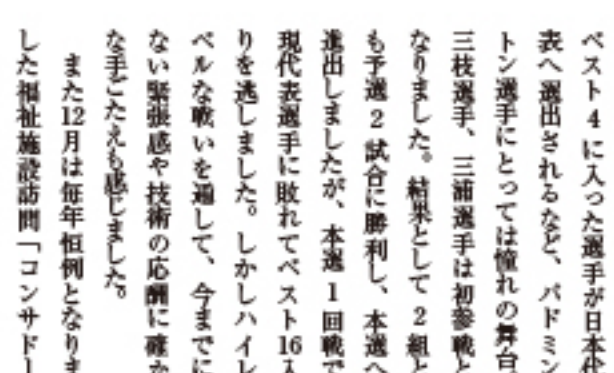 ベスト4に入った選手が日本代
表へ選出されるなど、バドミン
トン選手にとっては憧れの舞台
三枝選手、三浦選手は初参戦と
なりました。結果として2組と
も予選2試合に勝利し、本選へ
進出しましたが、本選1回戦で
現代表選手に敗れてベスト16入
りを逃しました。しかしハイレ
ベルな戦いを通して、今までに
ない緊張感や技術の応酬に確か
な手ごたえも感じました。
また12月は毎年恒例となりま
した福祉施設訪問「コンサドー